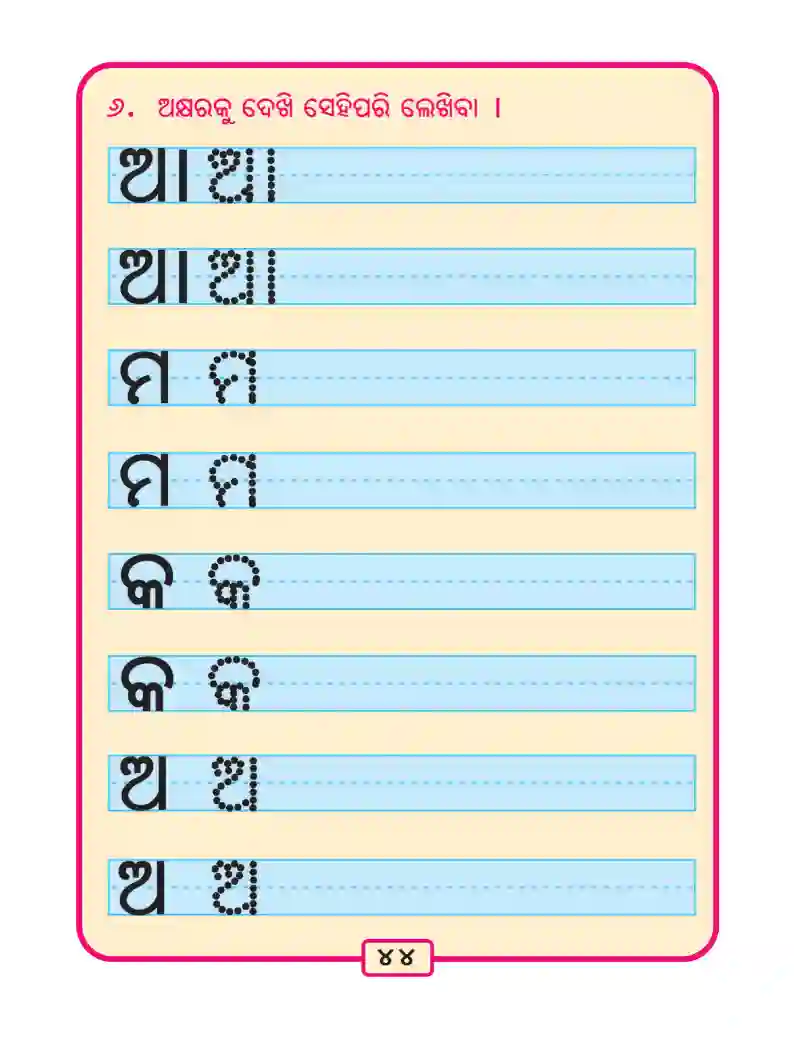 ୬. ଅକ୍ଷରକୁ ଦେଖି ସେହିପରି ଲେଖିବା ।
ଆ ଆ
ଆ ଆ
ମ ମ
ମ ମ
କ କ
କ କ
ଅ ଅ
ଅ ଅ
୪୪